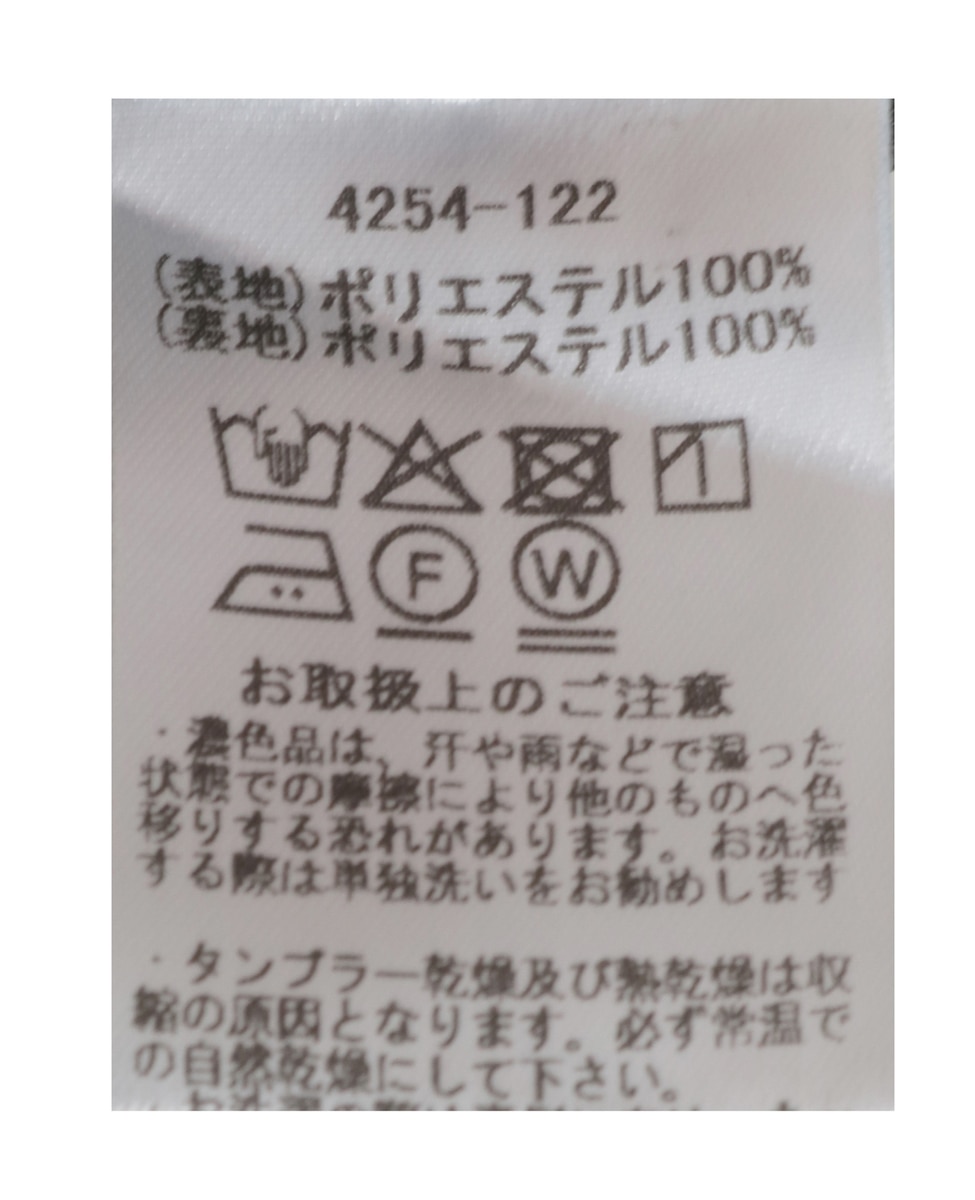 4254-122
(表地)ポリエステル100%
(裏地)ポリエステル100%
F W
お取扱上のご注意
・濃色品は、汗や雨などで湿った
状態での摩擦により他のものへ色
移りする恐れがあります。お洗濯
する際は単独洗いをお勧めします
・タンブラー乾燥及び熱乾燥は収
縮の原因となります。必ず常温で
の自然乾燥にして下さい。